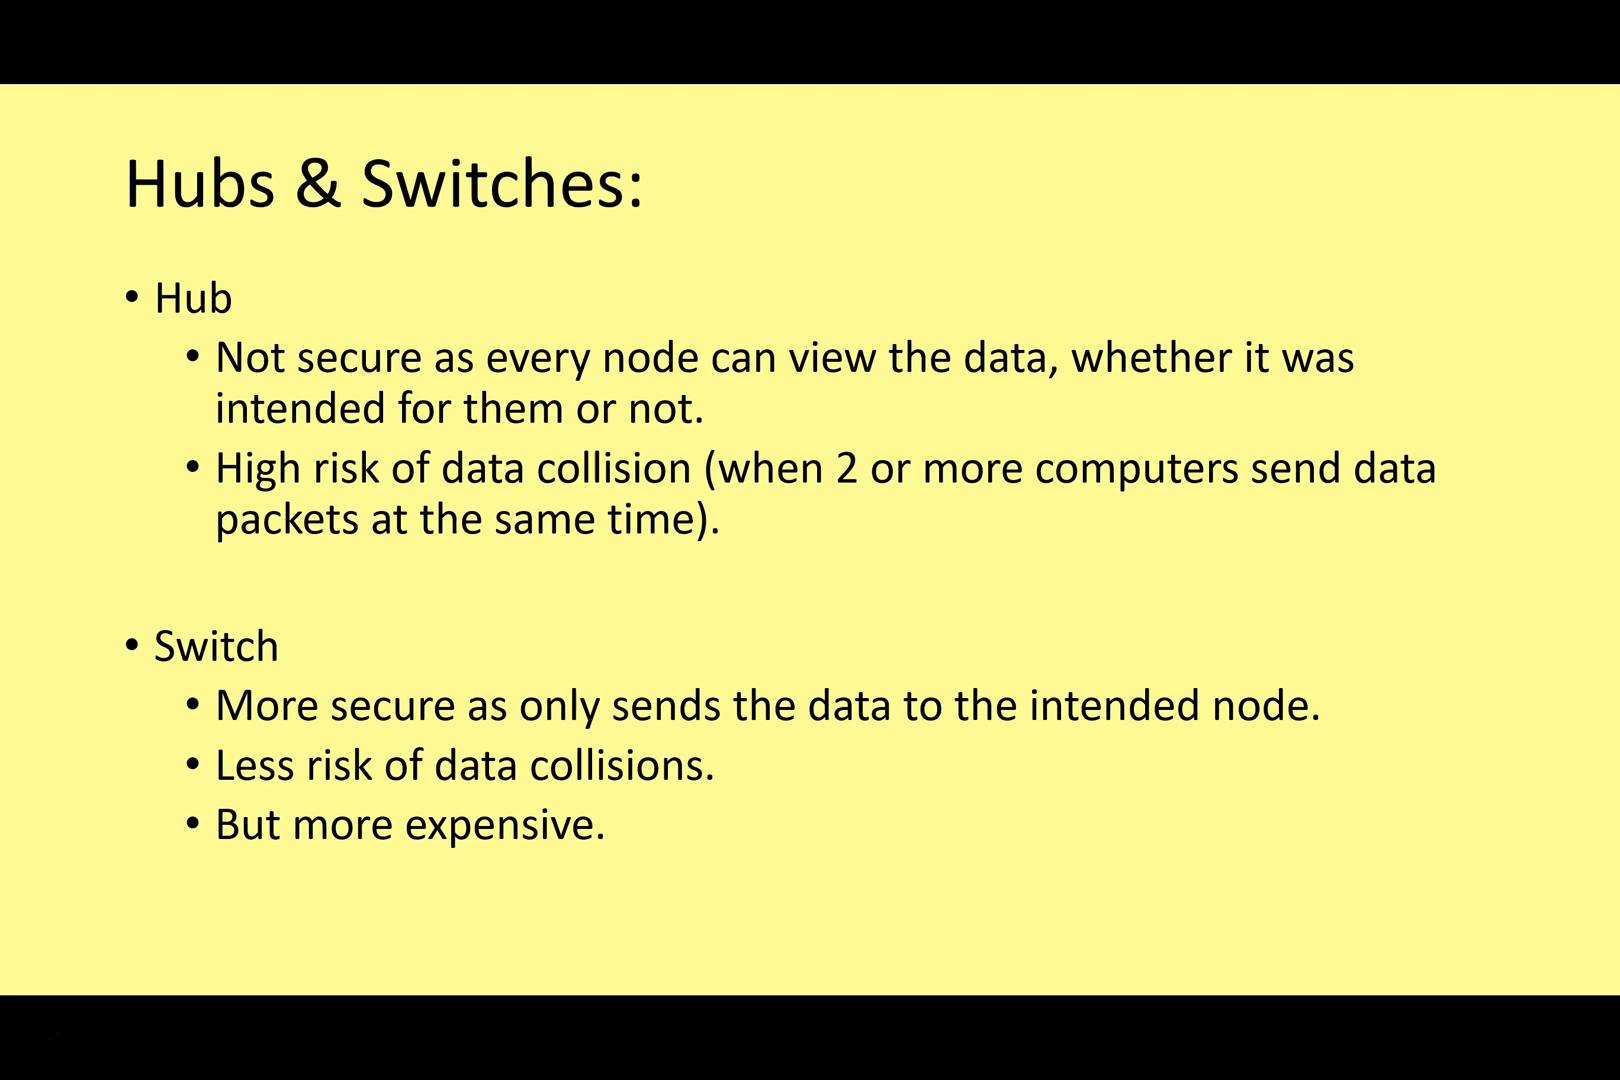 Hubs & Switches:
• Hub
• Not secure as every node can view the data, whether it was
intended for them or not.
• High risk of data collision (when 2 or more computers send data
packets at the same time).
• Switch
• More secure as only sends the data to the intended node.
• Less risk of data collisions.
• But more expensive.